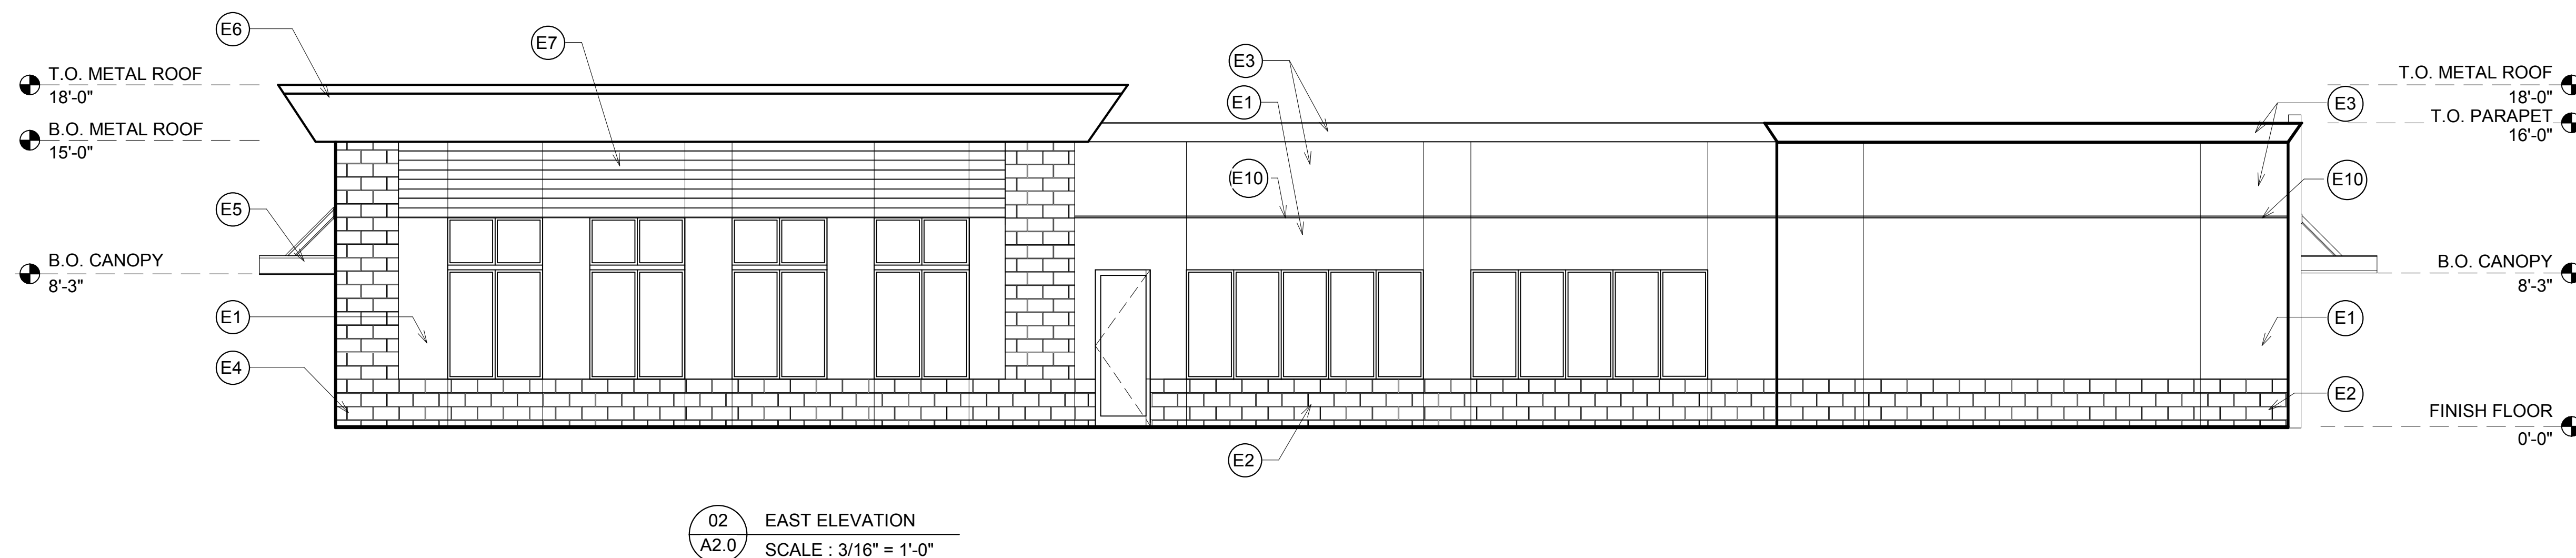 E6
E7
E3
T.O. METAL ROOF
18'-0"
T.O. METAL ROOF
18'-0"
E1
E3
T.O. PARAPET
16'-0"
B.O. METAL ROOF
15'-0"
E10
E10
E5
B.O. CANOPY
8'-3"
B.O. CANOPY
8'-3"
E1
E1
E4
E2
FINISH FLOOR
0'-0"
E2
02
A2.0
EAST ELEVATION
SCALE : 3/16" = 1'-0"